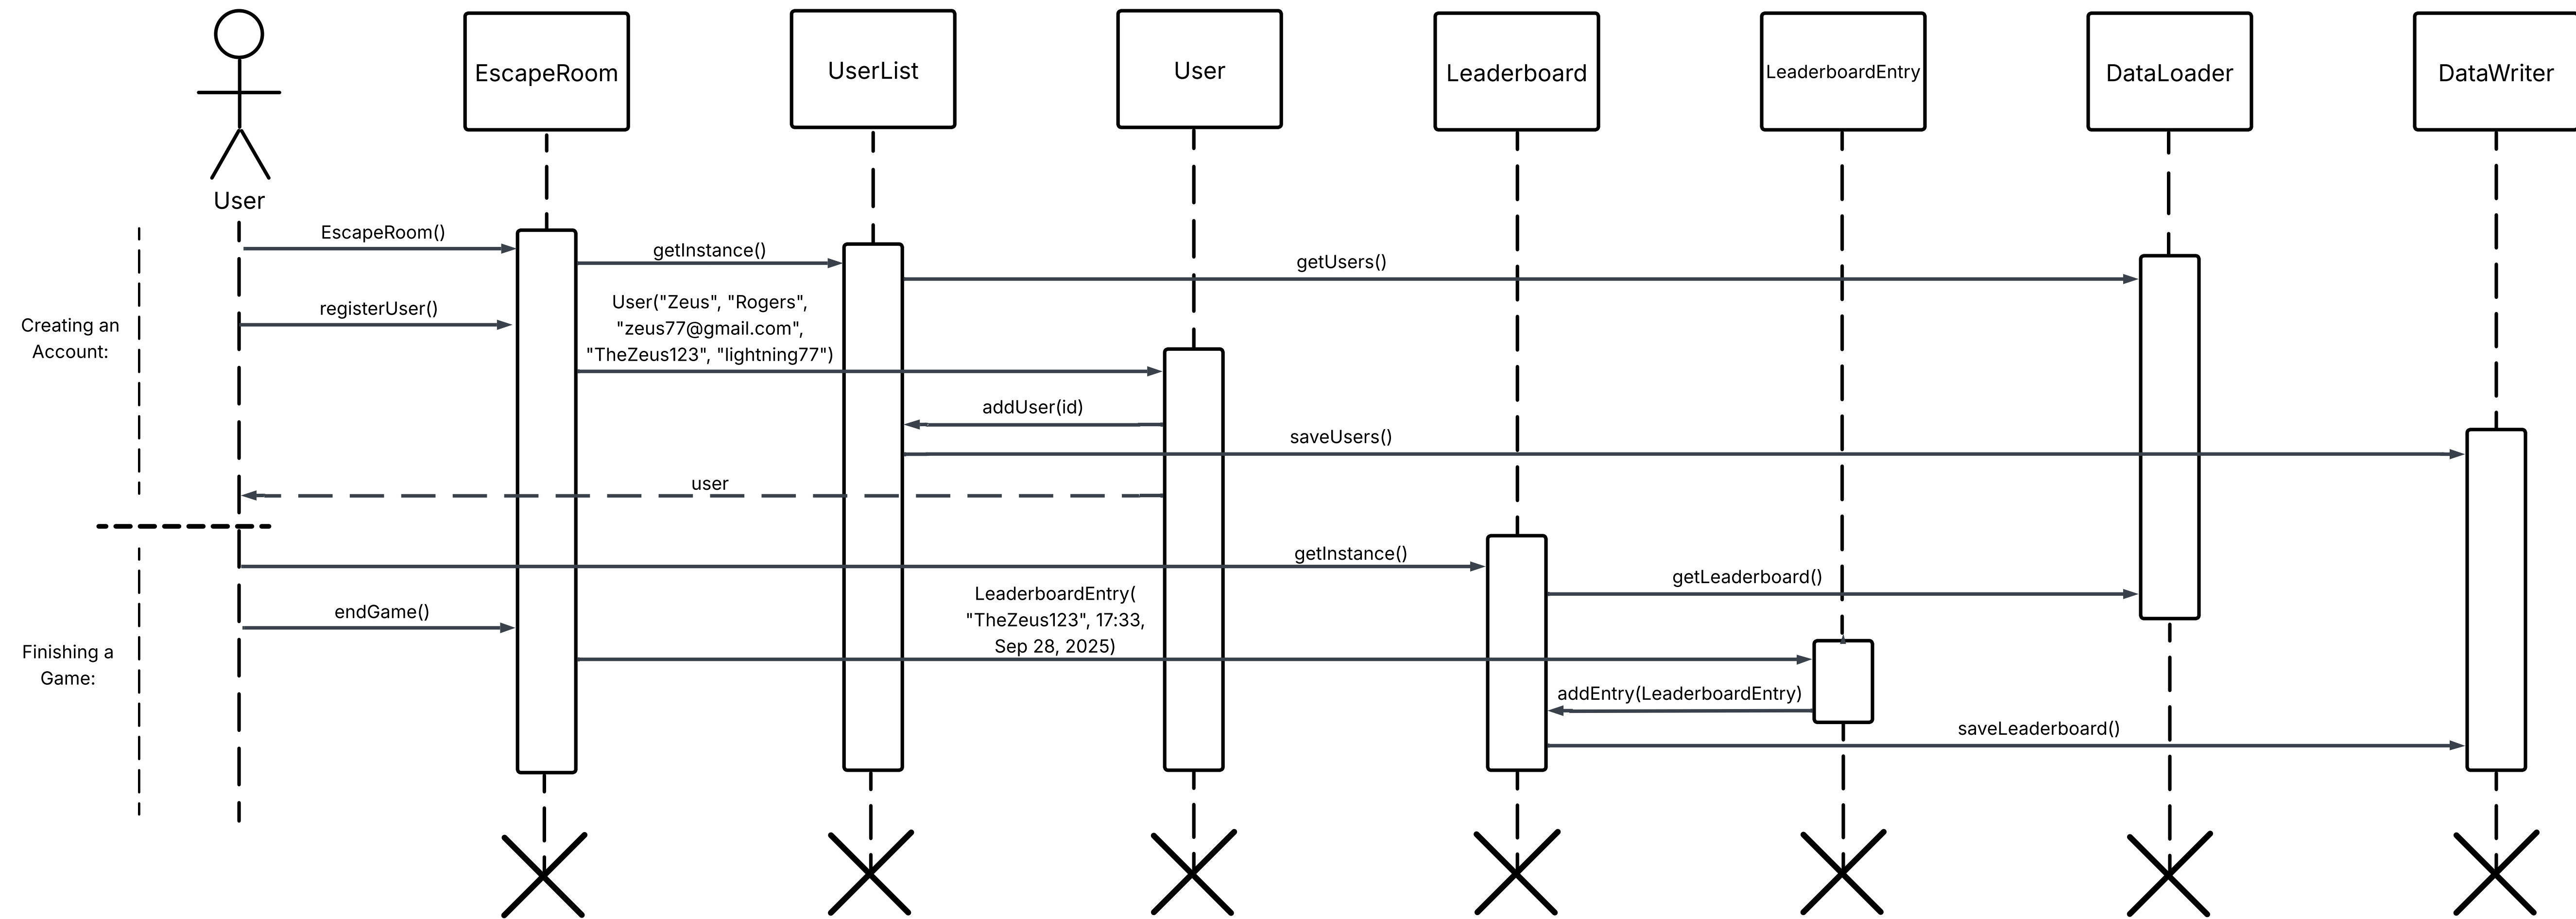 EscapeRoom
UserList
User
Leaderboard
LeaderboardEntry
DataLoader
DataWriter
User
EscapeRoom()
getInstance()
getUsers()
Creating an
Account:
registerUser()
User("Zeus", "Rogers",
"zeus77@gmail.com",
"TheZeus123", "lightning77")
addUser(id)
saveUsers()
user
getInstance()
getLeaderboard()
Finishing a
Game:
endGame()
LeaderboardEntry(
"TheZeus123", 17:33,
Sep 28, 2025)
addEntry(LeaderboardEntry)
saveLeaderboard()